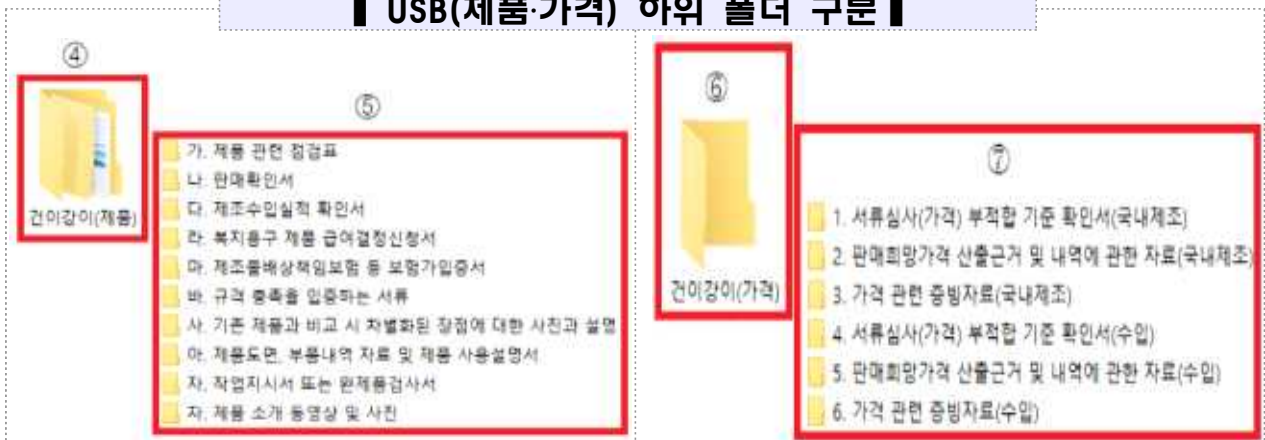 ▌USB(제품·가격) 하위 폴더 구분▐
④
건이강이(제품)
⑤
가. 제품 관련 점검표
나. 판매확인서
다. 제조수입실적 확인서
라. 복지용구 제품 급여결정신청서
마. 제조물배상책임보험 등 보험가입증서
바. 규격 충족을 입증하는 서류
사. 기존 제품과 비교 시 차별화된 장점에 대한 사진과 설명
아. 제품도면, 부품내역 자료 및 제품 사용설명서
자. 작업지시서 또는 완제품검사서
차. 제품 소개 동영상 및 사진
⑥
건이강이(가격)
⑦
1. 서류심사(가격) 부적합 기준 확인서(국내제조)
2. 판매희망가격 산출근거 및 내역에 관한 자료(국내제조)
3. 가격 관련 증빙자료(국내제조)
4. 서류심사(가격) 부적합 기준 확인서(수입)
5. 판매희망가격 산출근거 및 내역에 관한 자료(수입)
6. 가격 관련 증빙자료(수입)